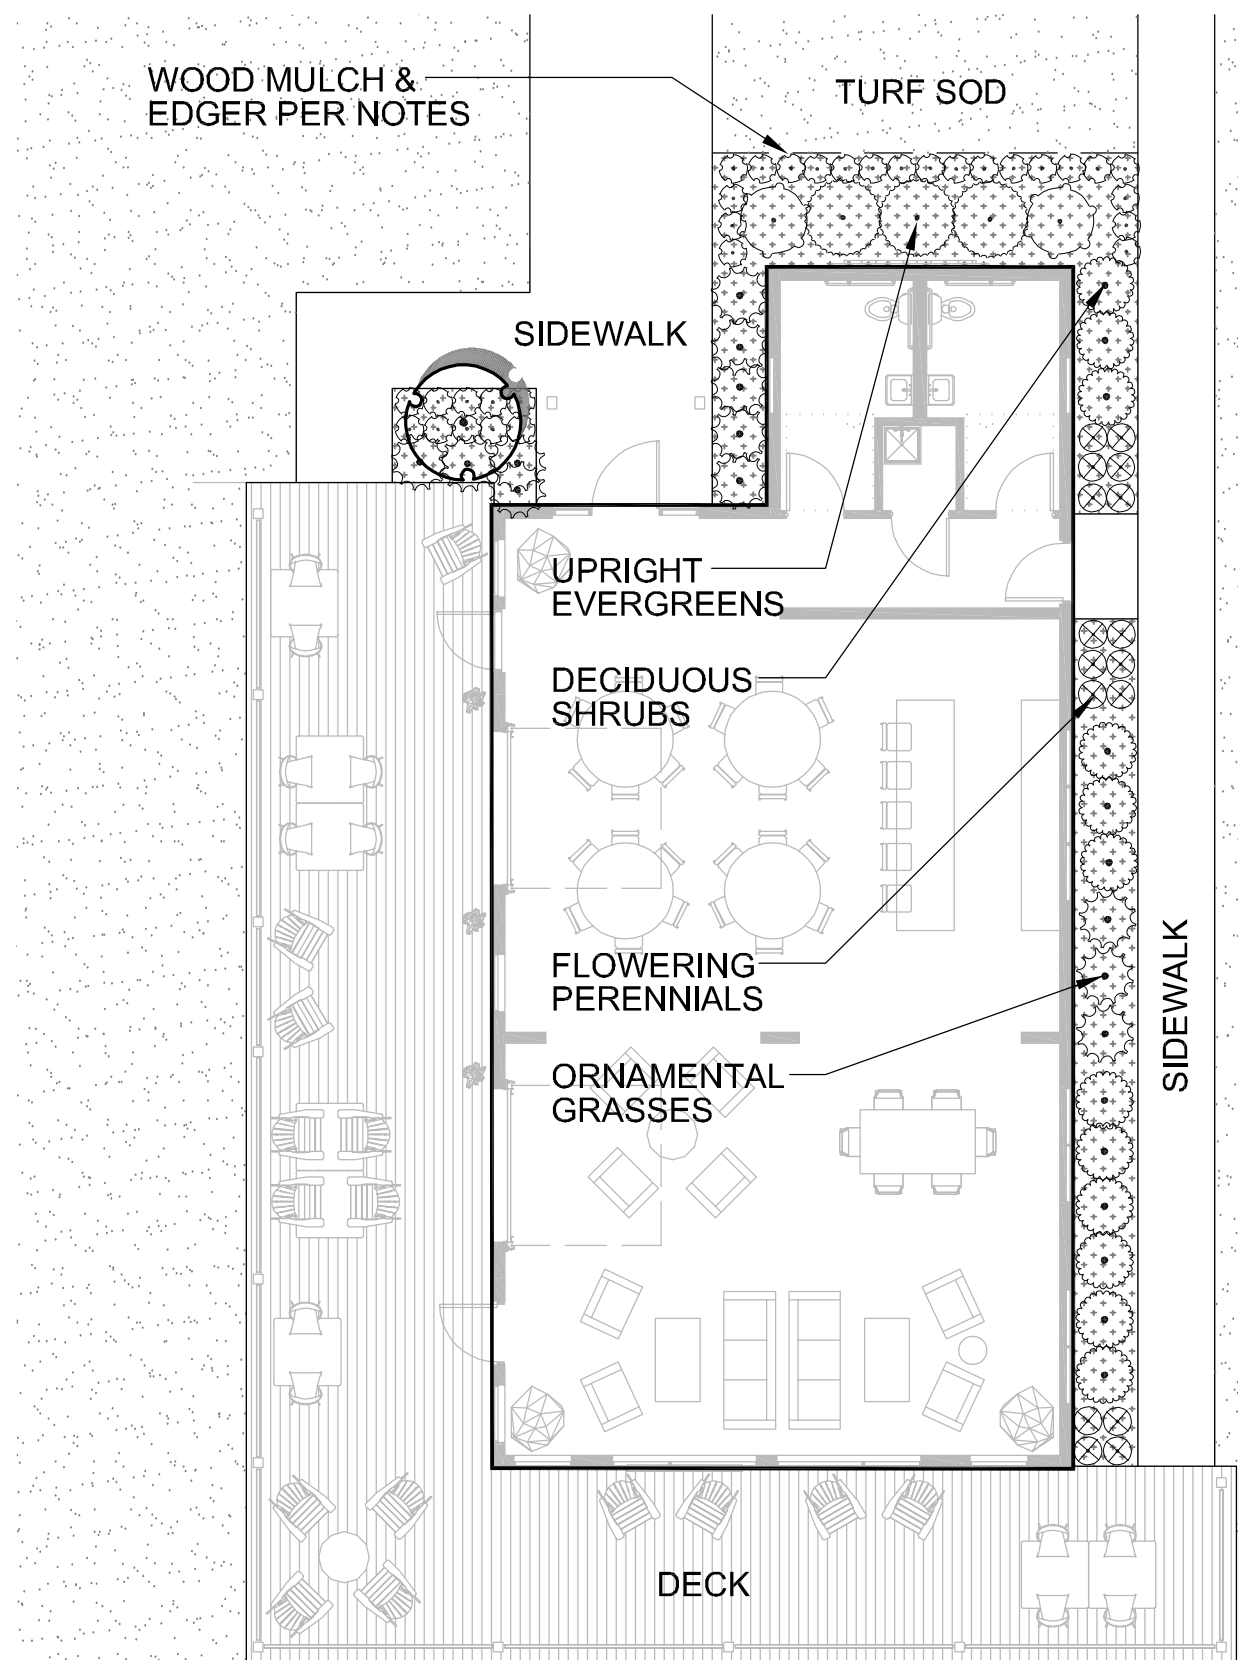 WOOD MULCH &
EDGER PER NOTES
TURF SOD
SIDEWALK
UPRIGHT
EVERGREENS
DECIDUOUS
SHRUBS
FLOWERING
PERENNIALS
SIDEWALK
ORNAMENTAL
GRASSES
DECK